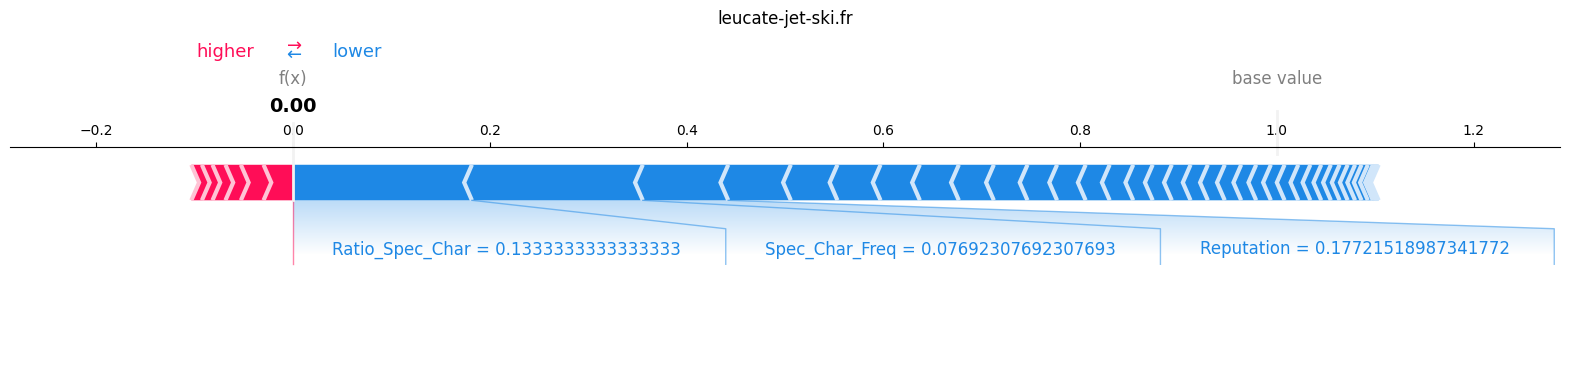 leucate-jet-ski.fr
higher ⇄ lower
f(x) base value
0.00
−0.2 0.0 0.2 0.4 0.6 0.8 1.0 1.2
Ratio_Spec_Char = 0.1333333333333333 Spec_Char_Freq = 0.07692307692307693 Reputation = 0.17721518987341772